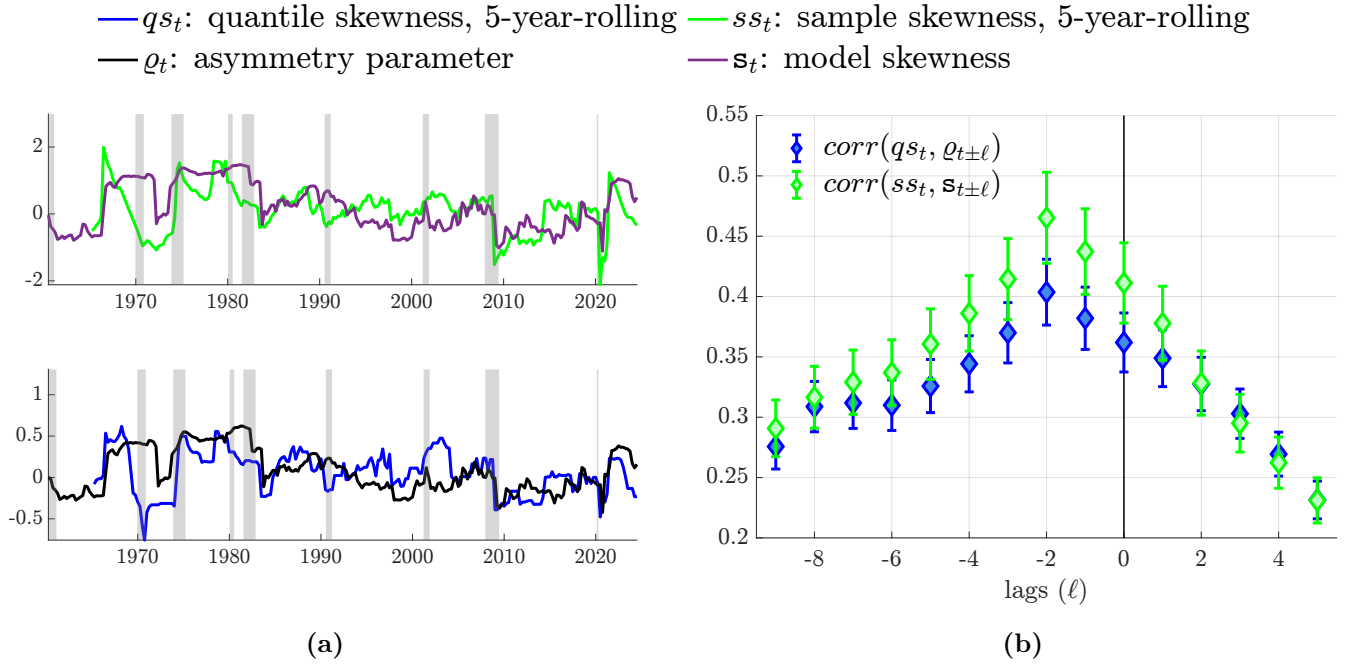 qs_t: quantile skewness, 5-year-rolling ss_t: sample skewness, 5-year-rolling
ϱ_t: asymmetry parameter s_t: model skewness
2
0
-2
1970 1980 1990 2000 2010 2020
1
0.5
0
-0.5
1970 1980 1990 2000 2010 2020
(a)
0.55
0.5
0.45
0.4
0.35
0.3
0.25
0.2
corr(qs_t, ϱ_{t±ℓ})
corr(ss_t, s_{t±ℓ})
-8 -6 -4 -2 0 2 4
lags (ℓ)
(b)